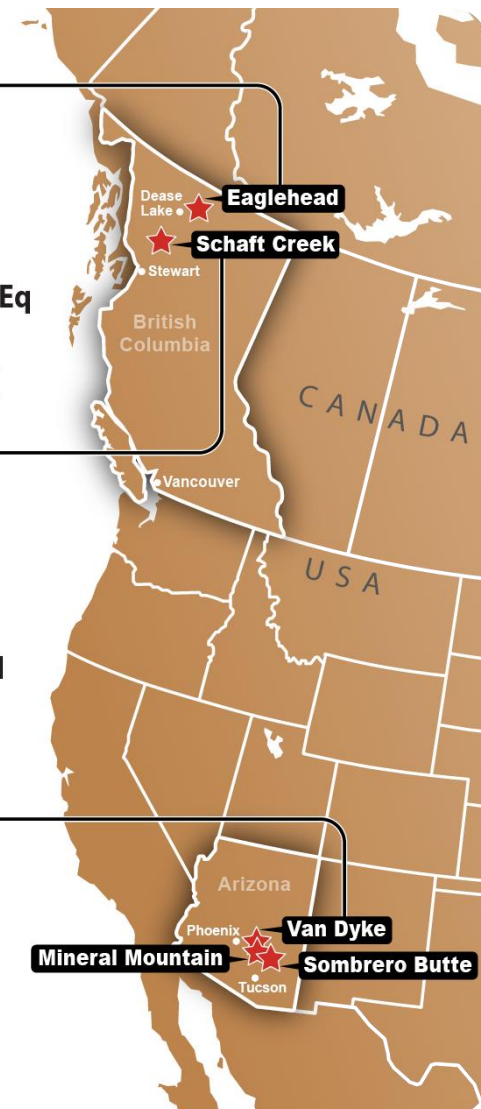 Dease
Lake
Eaglehead
Schaft Creek
Stewart
Eq
British
Columbia
CANADA
Vancouver
USA
Arizona
Phoenix
Van Dyke
Mineral Mountain
Sombrero Butte
Tucson